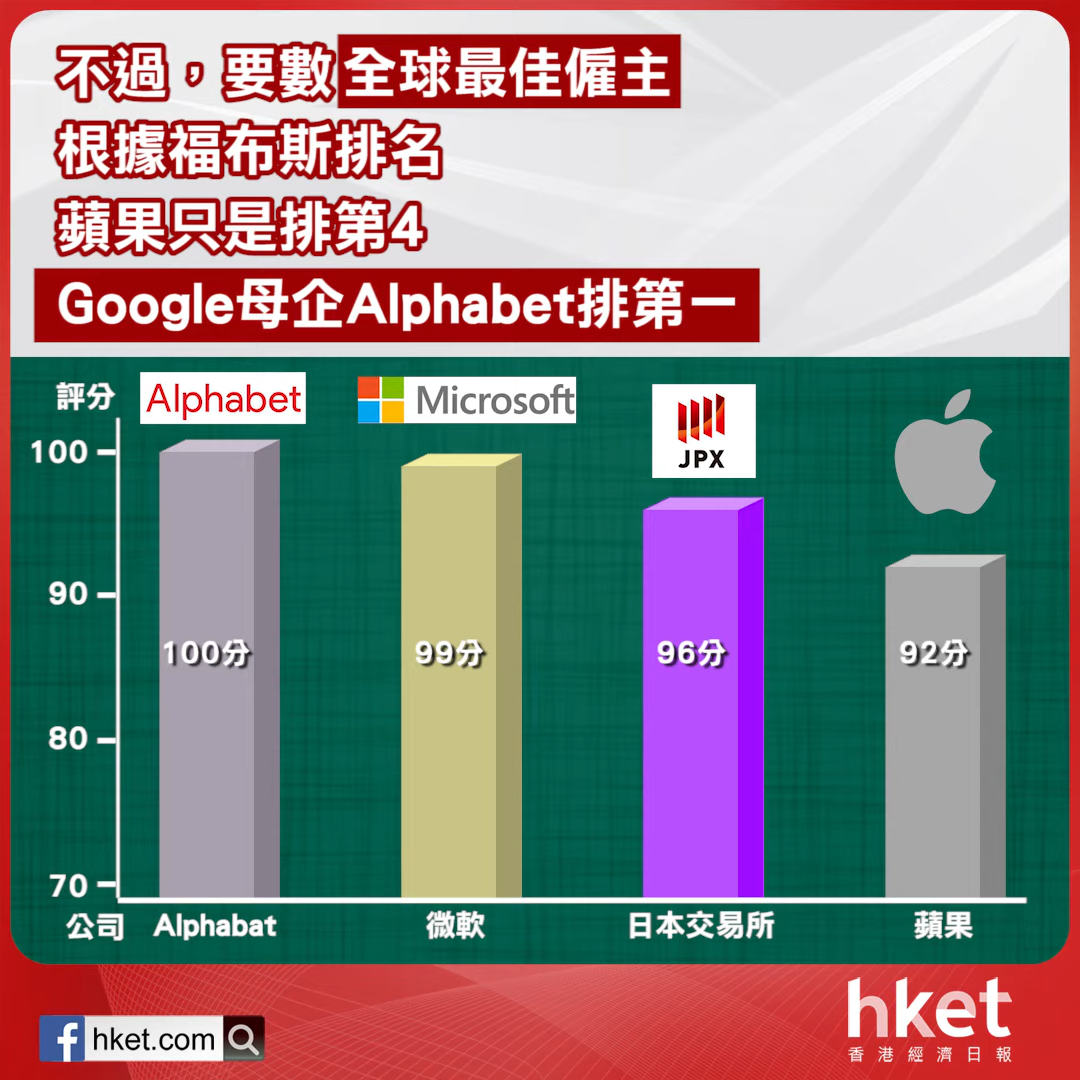 不過，要數全球最佳僱主
根據福布斯排名
蘋果只是排第4
Google母企Alphabet排第一
評分
Alphabet
Microsoft
JPX
100
90
80
70
100分
99分
96分
92分
公司
Alphabat
微軟
日本交易所
蘋果
f hket.com
hket
香港經濟日報